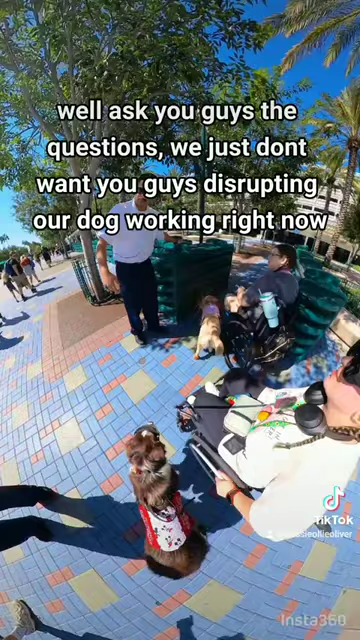 well ask you guys the
questions, we just dont
want you guys disrupting
our dog working right now
TikTok
Insta360